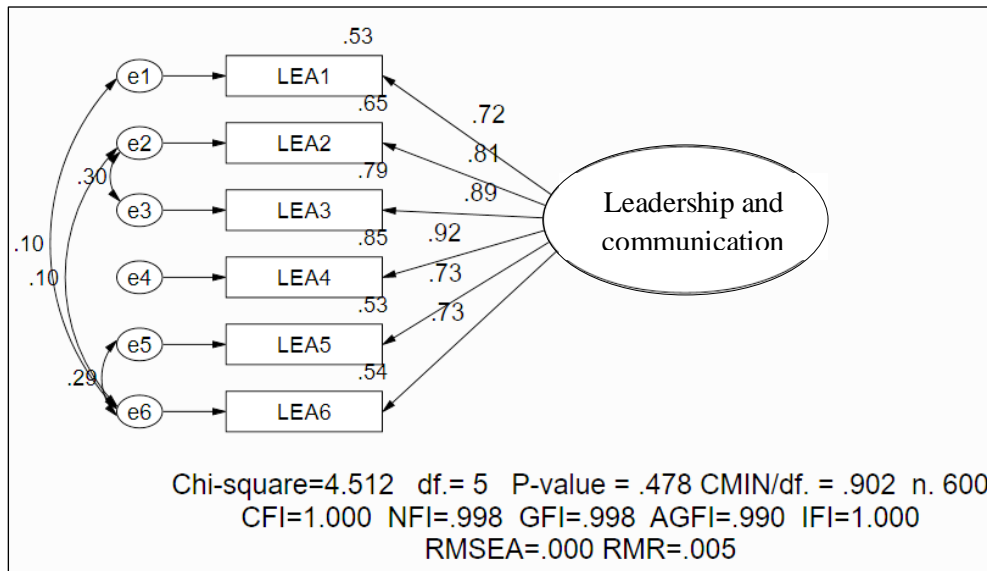 .53
e1 LEA1
.65
.72
e2 LEA2
.81
.79
.30
.89
e3 LEA3
Leadership and
communication
.85
.92
.10
.10
e4 LEA4
.73
.53
.73
e5 LEA5
.29
.54
e6 LEA6
Chi-square=4.512 df.= 5 P-value = .478 CMIN/df. = .902 n. 600
CFI=1.000 NFI=.998 GFI=.998 AGFI=.990 IFI=1.000
RMSEA=.000 RMR=.005